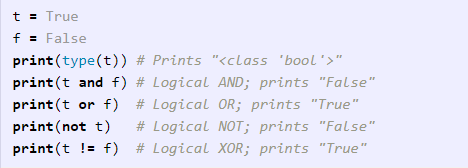 t = True
f = False
print(type(t)) # Prints "<class 'bool'>"
print(t and f) # Logical AND; prints "False"
print(t or f)  # Logical OR; prints "True"
print(not t)   # Logical NOT; prints "False"
print(t != f)  # Logical XOR; prints "True"